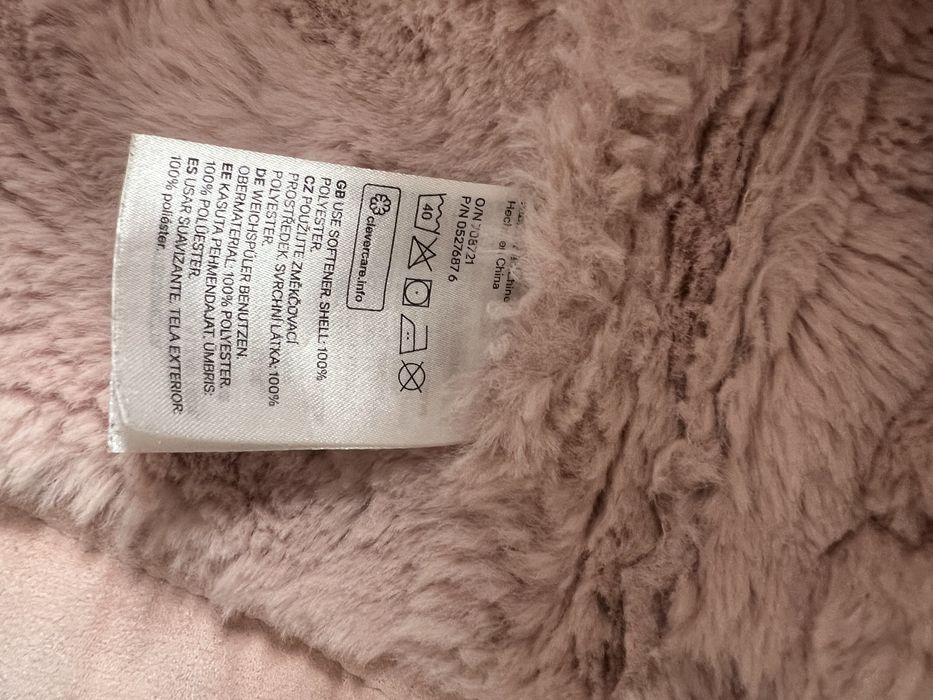 China
O/N 708721
P/N 0527687 6
40
clevercare.info
GB USE SOFTENER. SHELL: 100%
POLYESTER.
CZ POUŽIJTE ZMĚKČOVACÍ
PROSTŘEDEK. SVRCHNÍ LÁTKA: 100%
POLYESTER.
DE WEICHSPÜLER BENUTZEN.
OBERMATERIAL: 100% POLYESTER.
EE KASUTA PEHMENDAJAT. ÜMBRIS:
100% POLÜESTER.
ES USAR SUAVIZANTE. TELA EXTERIOR:
100% poliéster.